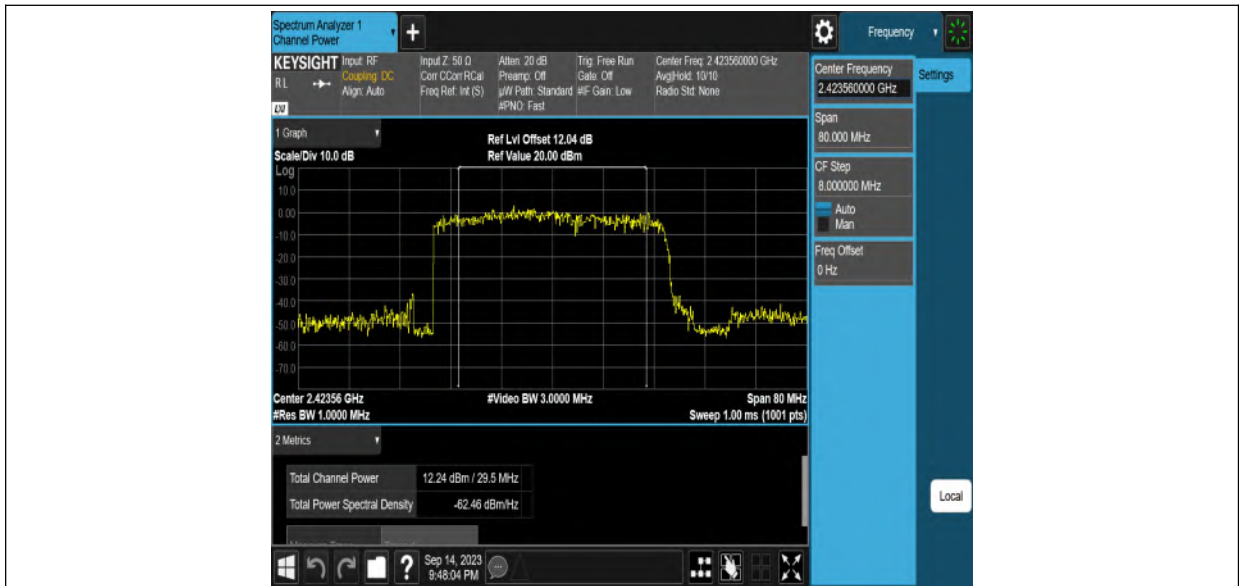 Spectrum Analyzer 1
Channel Power
+
Frequency
KEYSIGHT
R L
LXI
Input: RF
Coupling: DC
Align: Auto
Input Z: 50 Ω
Corr CCorr RCal
Freq Ref: Int (S)
Atten: 20 dB
Preamp: Off
µW Path: Standard
#PNO: Fast
Trig: Free Run
Gate: Off
#IF Gain: Low
Center Freq: 2.423560000 GHz
Avg|Hold: 10/10
Radio Std: None
Center Frequency
2.423560000 GHz
Settings
Span
80.000 MHz
CF Step
8.000000 MHz
Auto
Man
Freq Offset
0 Hz
1 Graph
Scale/Div 10.0 dB
Ref Lvl Offset 12.04 dB
Ref Value 20.00 dBm
Log
10.0
0.00
-10.0
-20.0
-30.0
-40.0
-50.0
-60.0
-70.0
Center 2.42356 GHz
#Video BW 3.0000 MHz
Span 80 MHz
#Res BW 1.0000 MHz
Sweep 1.00 ms (1001 pts)
2 Metrics
Total Channel Power
12.24 dBm / 29.5 MHz
Total Power Spectral Density
-62.46 dBm/Hz
Local
?
Sep 14, 2023
9:48:04 PM